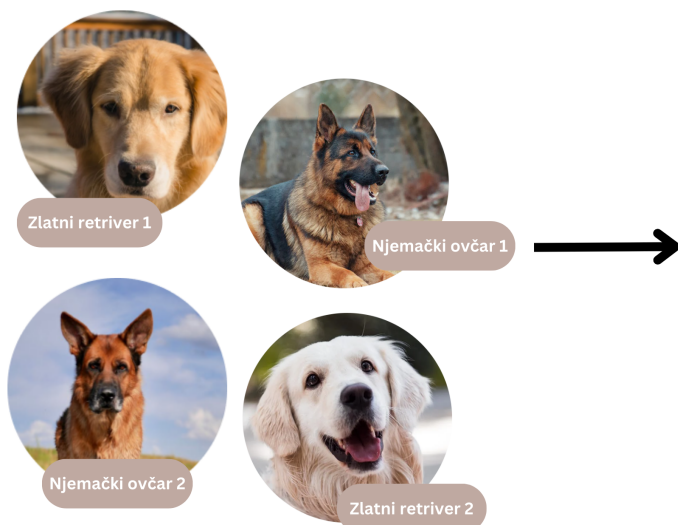 Zlatni retriver 1
Njemački ovčar 1
Njemački ovčar 2
Zlatni retriver 2